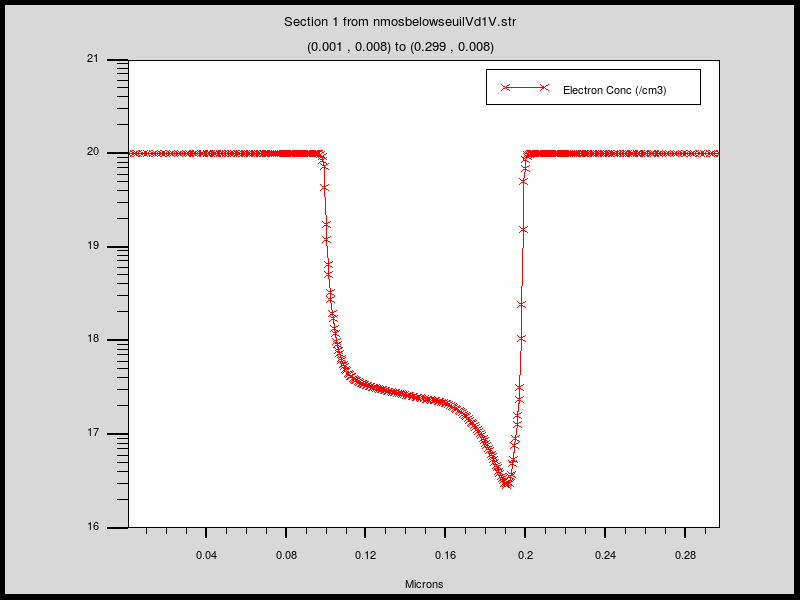 Section 1 from nmosbelowseuilVd1V.str
(0.001 , 0.008) to (0.299 , 0.008)
Electron Conc (/cm3)
21
20
19
18
17
16
0.04 0.08 0.12 0.16 0.2 0.24 0.28
Microns